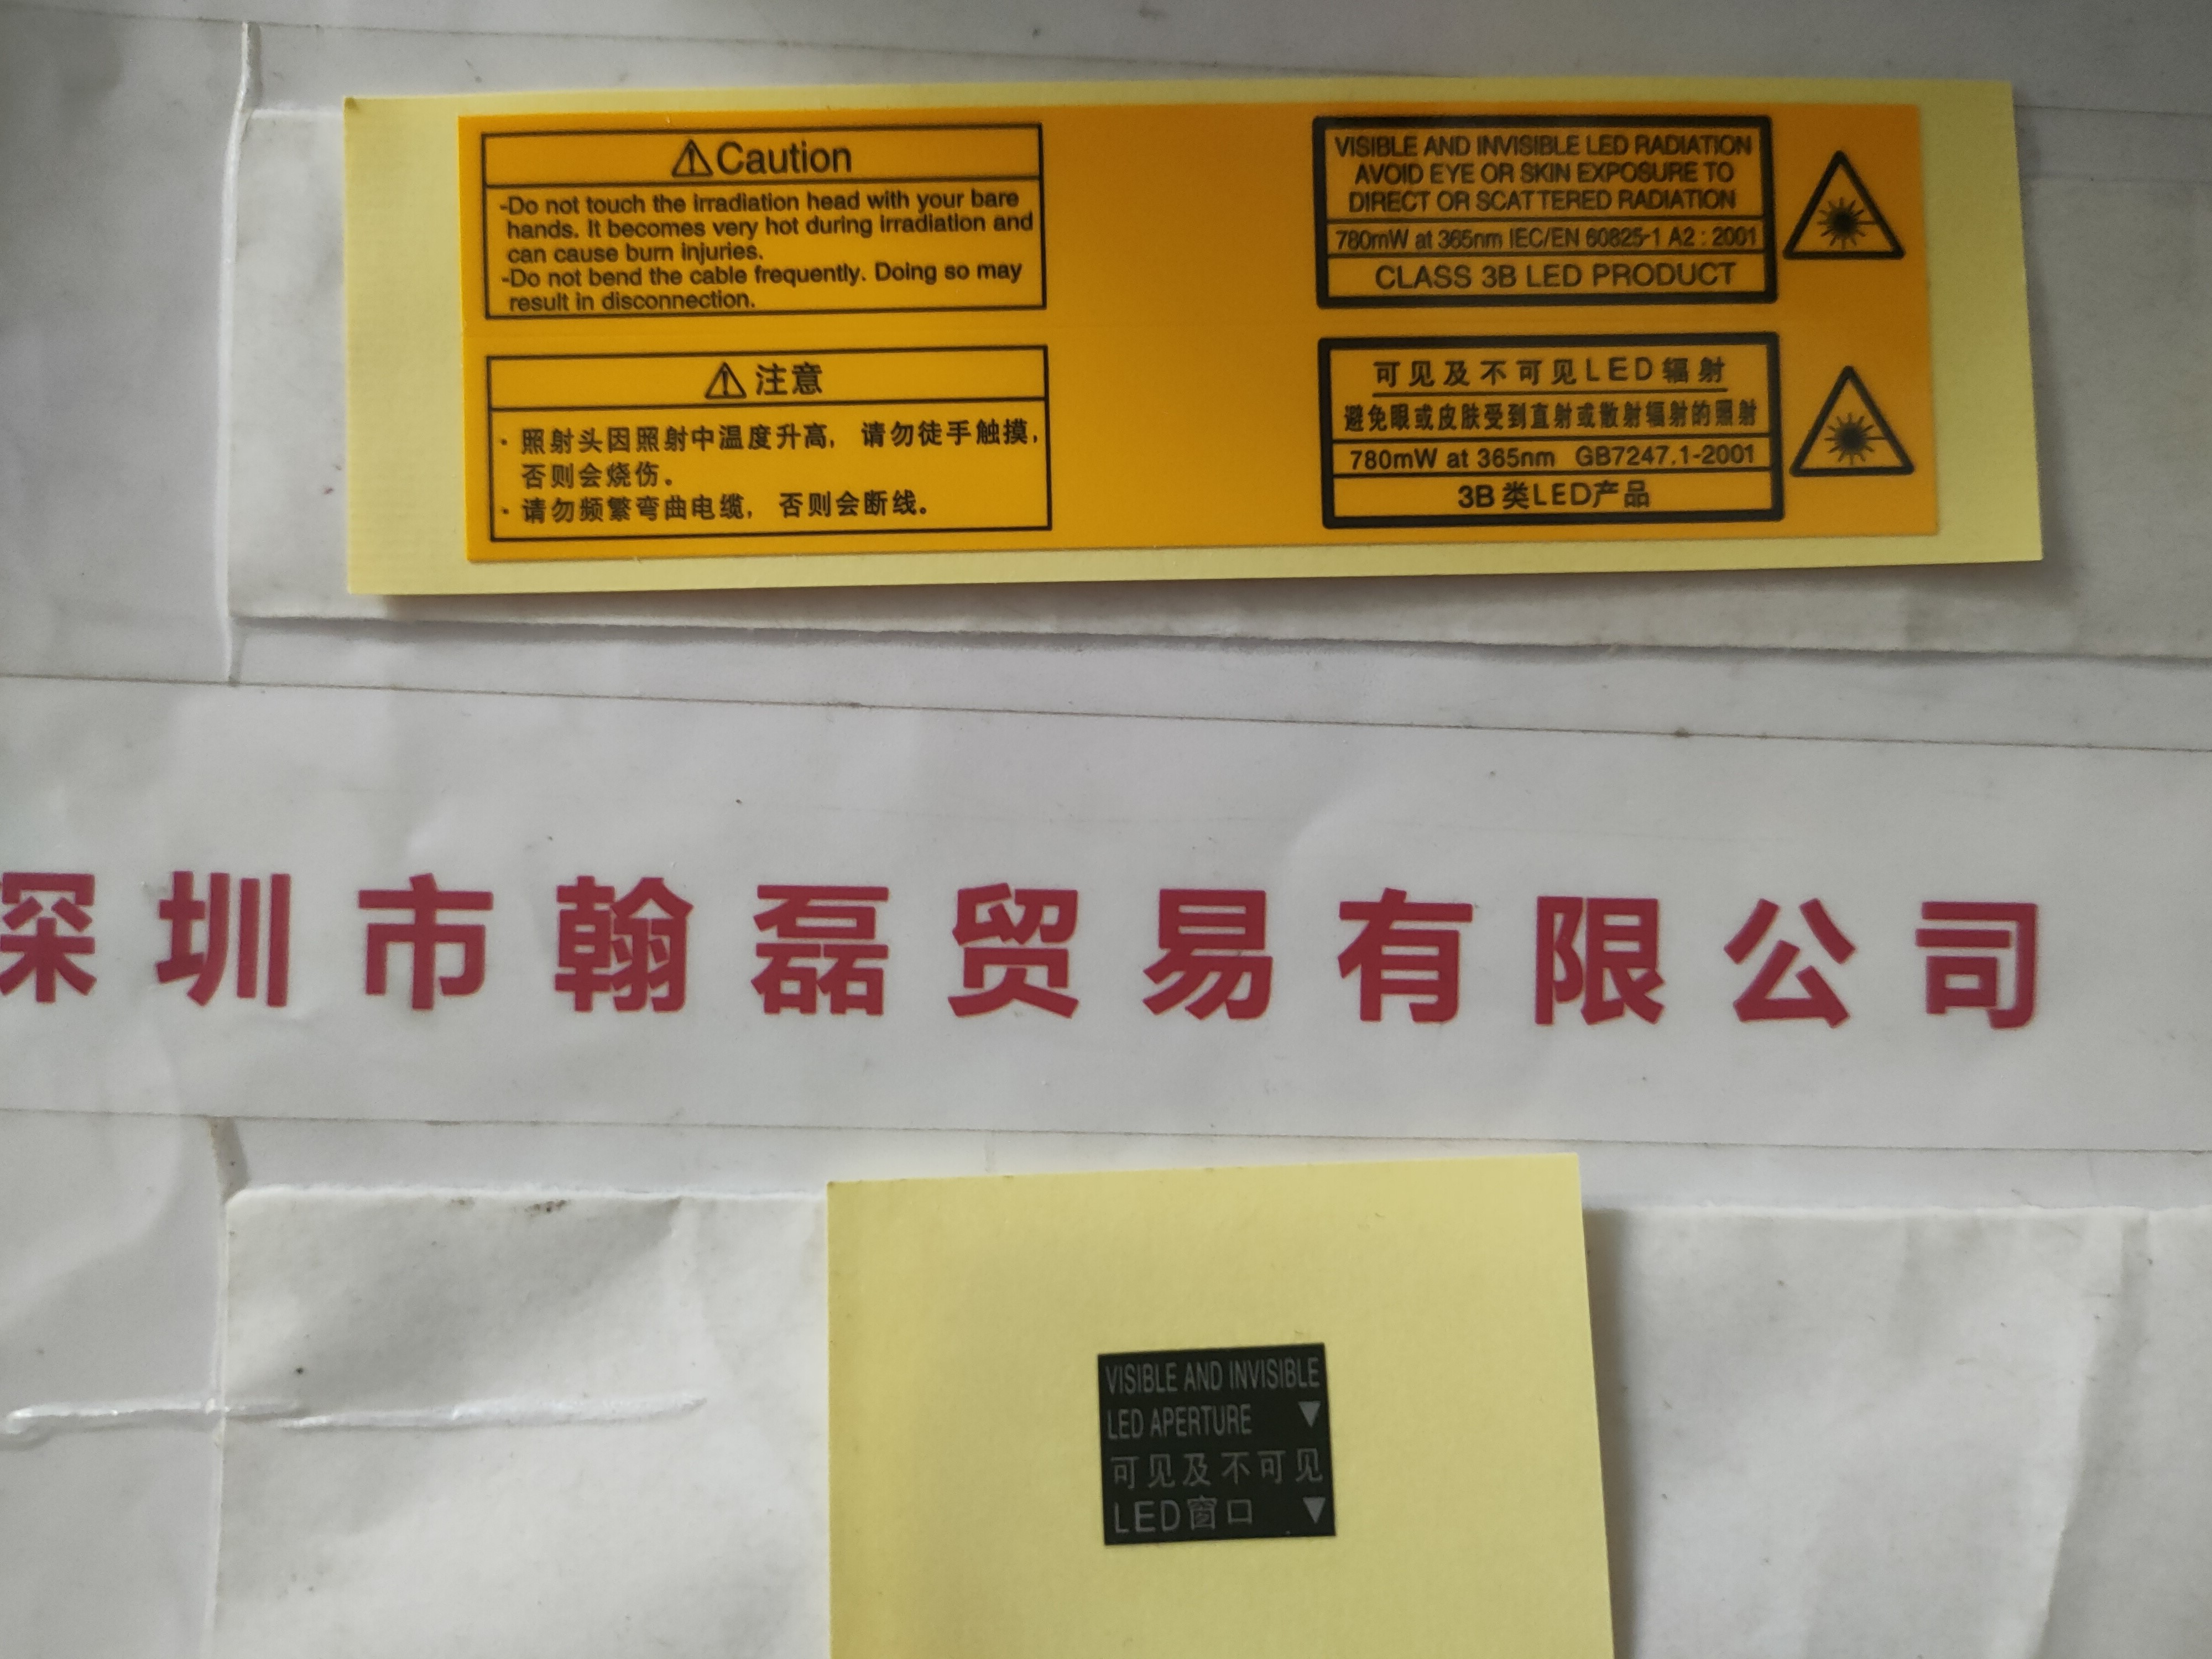 Caution
-Do not touch the irradiation head with your bare
hands. It becomes very hot during irradiation and
can cause burn injuries.
-Do not bend the cable frequently. Doing so may
result in disconnection.
注意
· 照射头因照射中温度升高, 请勿徒手触摸,
否则会烧伤。
· 请勿频繁弯曲电缆, 否则会断线。
VISIBLE AND INVISIBLE LED RADIATION
AVOID EYE OR SKIN EXPOSURE TO
DIRECT OR SCATTERED RADIATION
780mW at 365nm IEC/EN 60825-1 A2 : 2001
CLASS 3B LED PRODUCT
可见及不可见LED辐射
避免眼或皮肤受到直射或散射辐射的照射
780mW at 365nm GB7247.1-2001
3B类LED产品
深圳市翰磊贸易有限公司
VISIBLE AND INVISIBLE
LED APERTURE ▼
可见及不可见
LED窗口 ▼